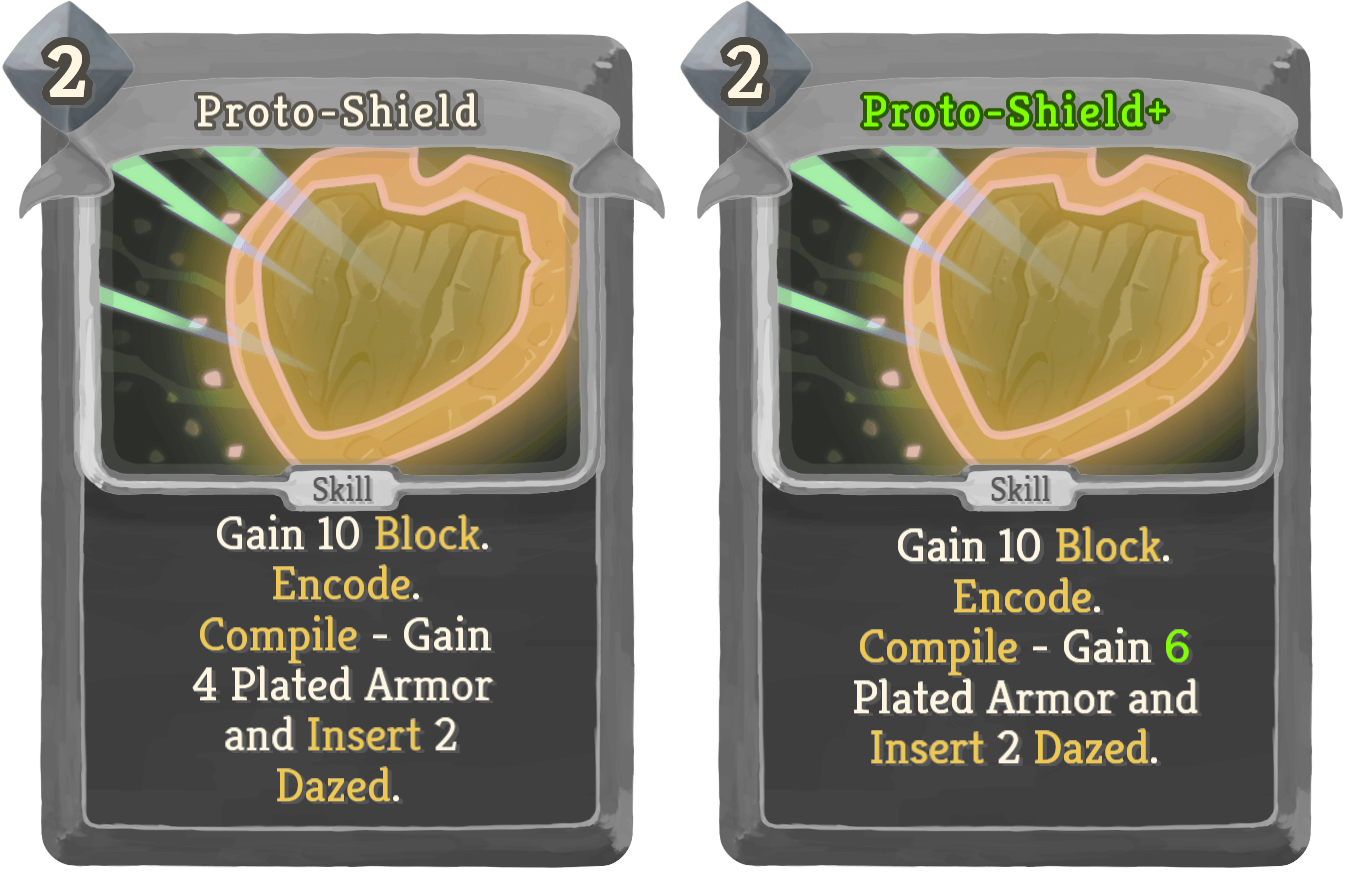 2
Proto-Shield
Skill
Gain 10 Block.
Encode.
Compile - Gain
4 Plated Armor
and Insert 2
Dazed.
2
Proto-Shield+
Skill
Gain 10 Block.
Encode.
Compile - Gain 6
Plated Armor and
Insert 2 Dazed.